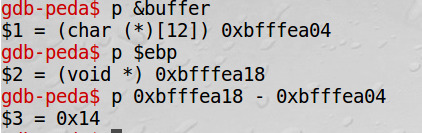 gdb-peda$ p &buffer
$1 = (char (*)[12]) 0xbfffea04
gdb-peda$ p $ebp
$2 = (void *) 0xbfffea18
gdb-peda$ p 0xbfffea18 - 0xbfffea04
$3 = 0x14